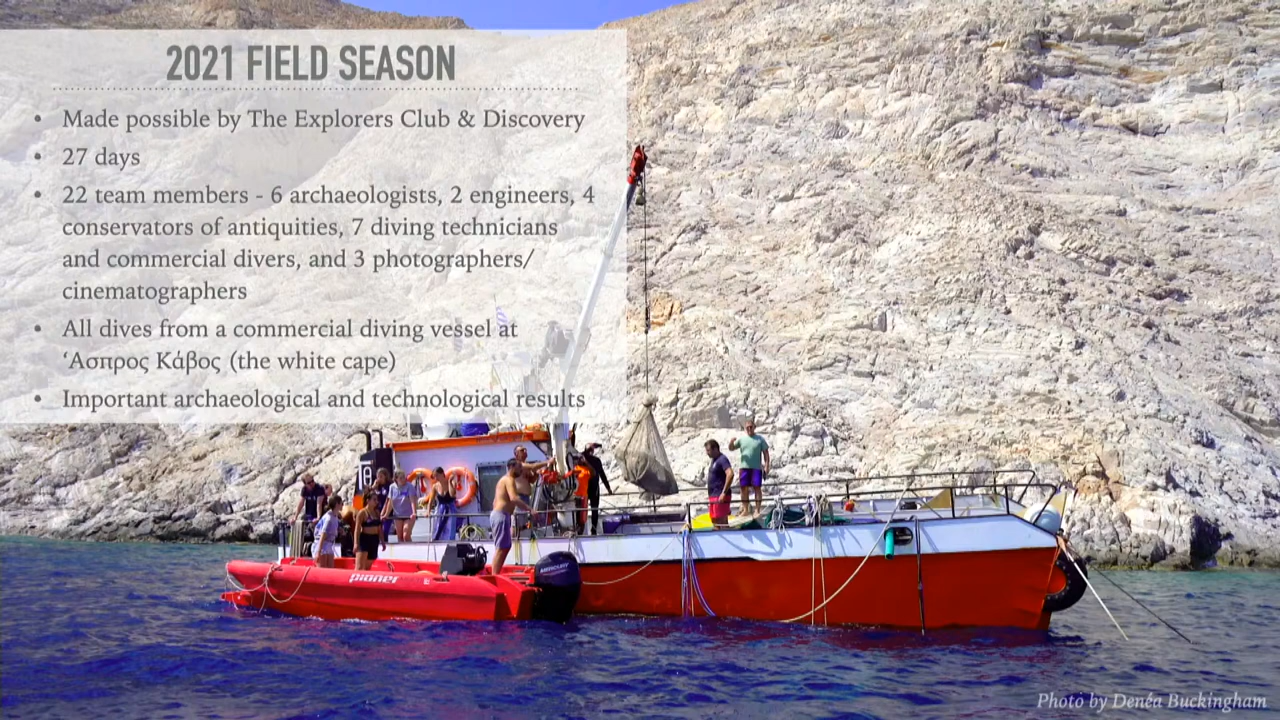 2021 FIELD SEASON
• Made possible by The Explorers Club & Discovery
• 27 days
• 22 team members - 6 archaeologists, 2 engineers, 4
conservators of antiquities, 7 diving technicians
and commercial divers, and 3 photographers/
cinematographers
• All dives from a commercial diving vessel at
‘Ασπρος Κάβος (the white cape)
• Important archaeological and technological results
pioner
MERCURY
Photo by Denéa Buckingham